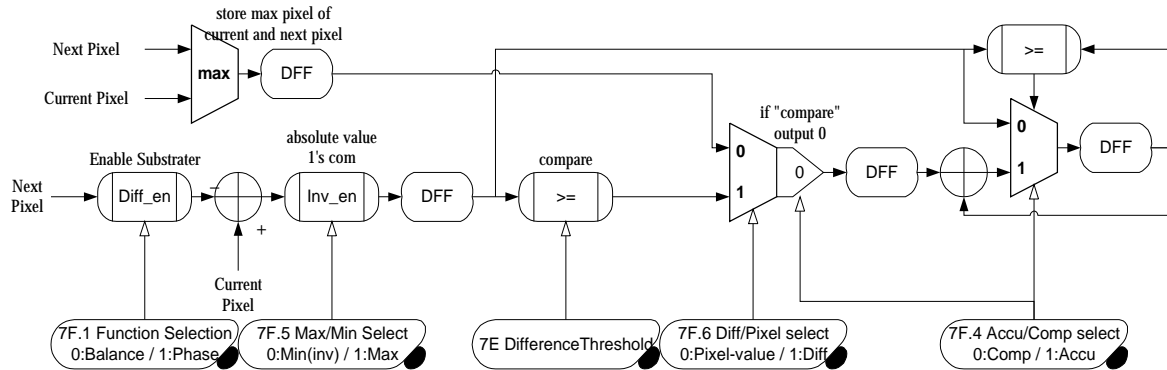 store max pixel of
current and next pixel
Next Pixel
max
DFF
>=
Current Pixel
if "compare"
output 0
0
1
0
DFF
0
1
DFF
absolute value
1's com
Enable Substrater
compare
Next
Pixel
Diff_en
−
+
Inv_en
DFF
>=
Current
Pixel
7F.1 Function Selection
0:Balance / 1:Phase
7F.5 Max/Min Select
0:Min(inv) / 1:Max
7E DifferenceThreshold
7F.6 Diff/Pixel select
0:Pixel-value / 1:Diff
7F.4 Accu/Comp select
0:Comp / 1:Accu